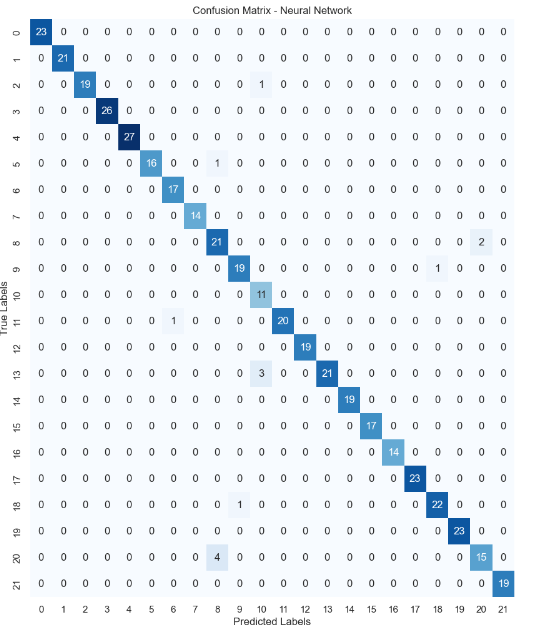 Confusion Matrix - Neural Network
True Labels
0 23 0 0 0 0 0 0 0 0 0 0 0 0 0 0 0 0 0 0 0 0 0
1 0 21 0 0 0 0 0 0 0 0 0 0 0 0 0 0 0 0 0 0 0 0
2 0 0 19 0 0 0 0 0 0 0 1 0 0 0 0 0 0 0 0 0 0 0
3 0 0 0 26 0 0 0 0 0 0 0 0 0 0 0 0 0 0 0 0 0 0
4 0 0 0 0 27 0 0 0 0 0 0 0 0 0 0 0 0 0 0 0 0 0
5 0 0 0 0 0 16 0 0 1 0 0 0 0 0 0 0 0 0 0 0 0 0
6 0 0 0 0 0 0 17 0 0 0 0 0 0 0 0 0 0 0 0 0 0 0
7 0 0 0 0 0 0 0 14 0 0 0 0 0 0 0 0 0 0 0 0 0 0
8 0 0 0 0 0 0 0 0 21 0 0 0 0 0 0 0 0 0 0 0 2 0
9 0 0 0 0 0 0 0 0 0 19 0 0 0 0 0 0 0 0 1 0 0 0
10 0 0 0 0 0 0 0 0 0 0 11 0 0 0 0 0 0 0 0 0 0 0
11 0 0 0 0 0 0 1 0 0 0 0 20 0 0 0 0 0 0 0 0 0 0
12 0 0 0 0 0 0 0 0 0 0 0 0 19 0 0 0 0 0 0 0 0 0
13 0 0 0 0 0 0 0 0 0 0 3 0 0 21 0 0 0 0 0 0 0 0
14 0 0 0 0 0 0 0 0 0 0 0 0 0 0 19 0 0 0 0 0 0 0
15 0 0 0 0 0 0 0 0 0 0 0 0 0 0 0 17 0 0 0 0 0 0
16 0 0 0 0 0 0 0 0 0 0 0 0 0 0 0 0 14 0 0 0 0 0
17 0 0 0 0 0 0 0 0 0 0 0 0 0 0 0 0 0 23 0 0 0 0
18 0 0 0 0 0 0 0 0 0 1 0 0 0 0 0 0 0 0 22 0 0 0
19 0 0 0 0 0 0 0 0 0 0 0 0 0 0 0 0 0 0 0 23 0 0
20 0 0 0 0 0 0 0 0 4 0 0 0 0 0 0 0 0 0 0 0 15 0
21 0 0 0 0 0 0 0 0 0 0 0 0 0 0 0 0 0 0 0 0 0 19
0 1 2 3 4 5 6 7 8 9 10 11 12 13 14 15 16 17 18 19 20 21
Predicted Labels